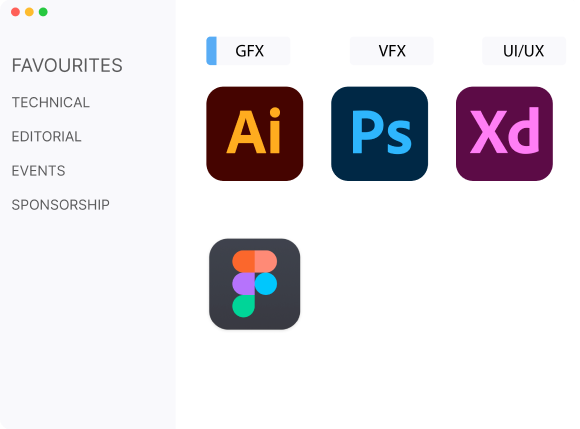 FAVOURITES
TECHNICAL
EDITORIAL
EVENTS
SPONSORSHIP
GFX VFX UI/UX
Ai Ps Xd